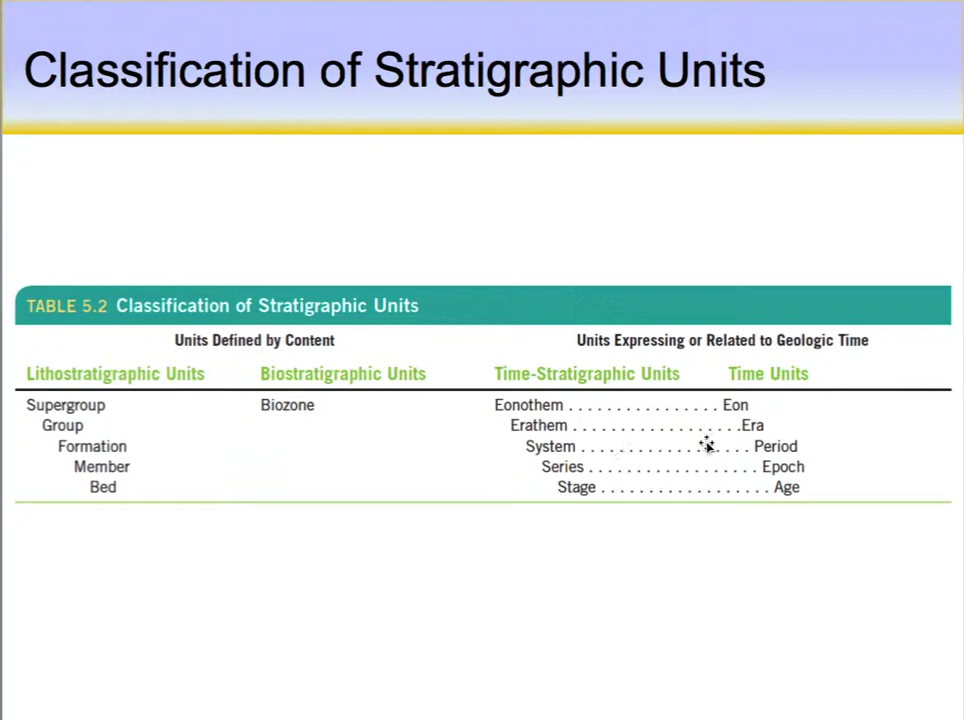 Classification of Stratigraphic Units
TABLE 5.2 Classification of Stratigraphic Units
Units Defined by Content Units Expressing or Related to Geologic Time
Lithostratigraphic Units Biostratigraphic Units Time-Stratigraphic Units Time Units
Supergroup Biozone Eonothem . . . . . . . . . . . . . . . . Eon
Group Erathem . . . . . . . . . . . . . . . . . .Era
Formation System . . . . . . . . . . . . . . . . . . Period
Member Series . . . . . . . . . . . . . . . . . . Epoch
Bed Stage . . . . . . . . . . . . . . . . . . Age